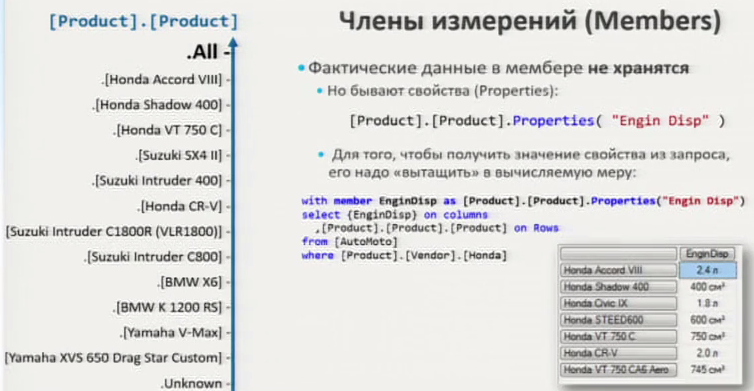 [Product].[Product]
.All
.[Honda Accord VIII]
.[Honda Shadow 400]
.[Honda VT 750 C]
.[Suzuki SX4 II]
.[Suzuki Intruder 400]
.[Honda CR-V]
[Suzuki Intruder C1800R (VLR1800)]
.[Suzuki Intruder C800]
.[BMW X6]
.[BMW K 1200 RS]
.[Yamaha V-Max]
[Yamaha XVS 650 Drag Star Custom]
.Unknown
Члены измерений (Members)
• Фактические данные в мембере не хранятся
• Но бывают свойства (Properties):
[Product].[Product].Properties( "Engin Disp" )
• Для того, чтобы получить значение свойства из запроса,
его надо «вытащить» в вычисляемую меру:
with member EnginDisp as [Product].[Product].Properties("Engin Disp")
select {EnginDisp} on columns
,[Product].[Product].[Product] on Rows
from [AutoMoto]
where [Product].[Vendor].[Honda]
EnginDisp
Honda Accord VIII 2.4 л
Honda Shadow 400 400 см³
Honda Civic IX 1.8 л
Honda STEED600 600 см³
Honda VT 750 C 750 см³
Honda CR-V 2.0 л
Honda VT 750 CA6 Aero 745 см³